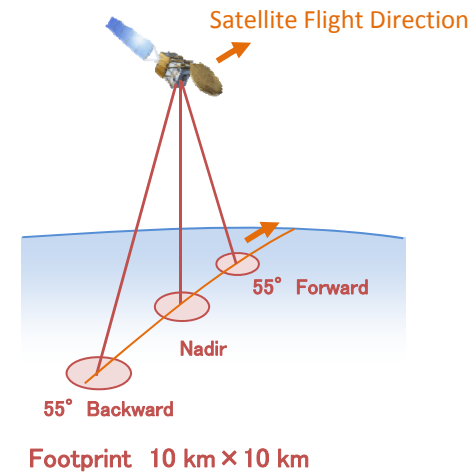 Satellite Flight Direction
55° Forward
Nadir
55° Backward
Footprint 10 km×10 km